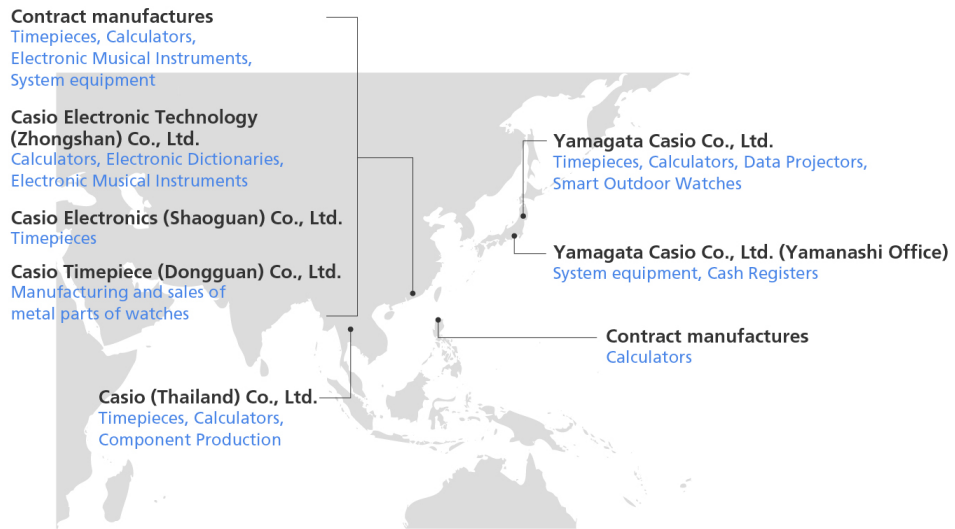 Contract manufactures
Timepieces, Calculators,
Electronic Musical Instruments,
System equipment
Casio Electronic Technology
(Zhongshan) Co., Ltd.
Calculators, Electronic Dictionaries,
Electronic Musical Instruments
Casio Electronics (Shaoguan) Co., Ltd.
Timepieces
Casio Timepiece (Dongguan) Co., Ltd.
Manufacturing and sales of
metal parts of watches
Casio (Thailand) Co., Ltd.
Timepieces, Calculators,
Component Production
Yamagata Casio Co., Ltd.
Timepieces, Calculators, Data Projectors,
Smart Outdoor Watches
Yamagata Casio Co., Ltd. (Yamanashi Office)
System equipment, Cash Registers
Contract manufactures
Calculators